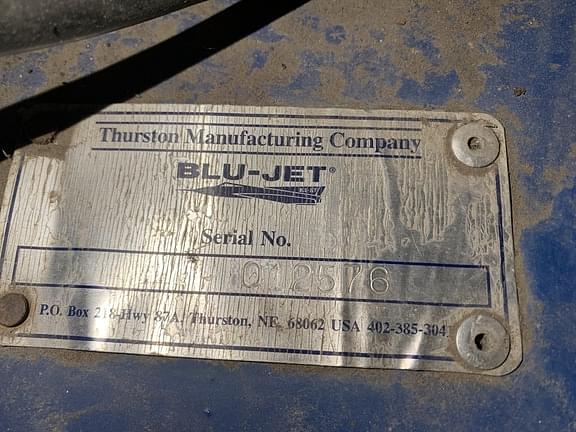 Thurston Manufacturing Company
BLU-JET®
Serial No.
012576
P.O. Box 218-Hwy 87A, Thurston, NE 68062 USA 402-385-304